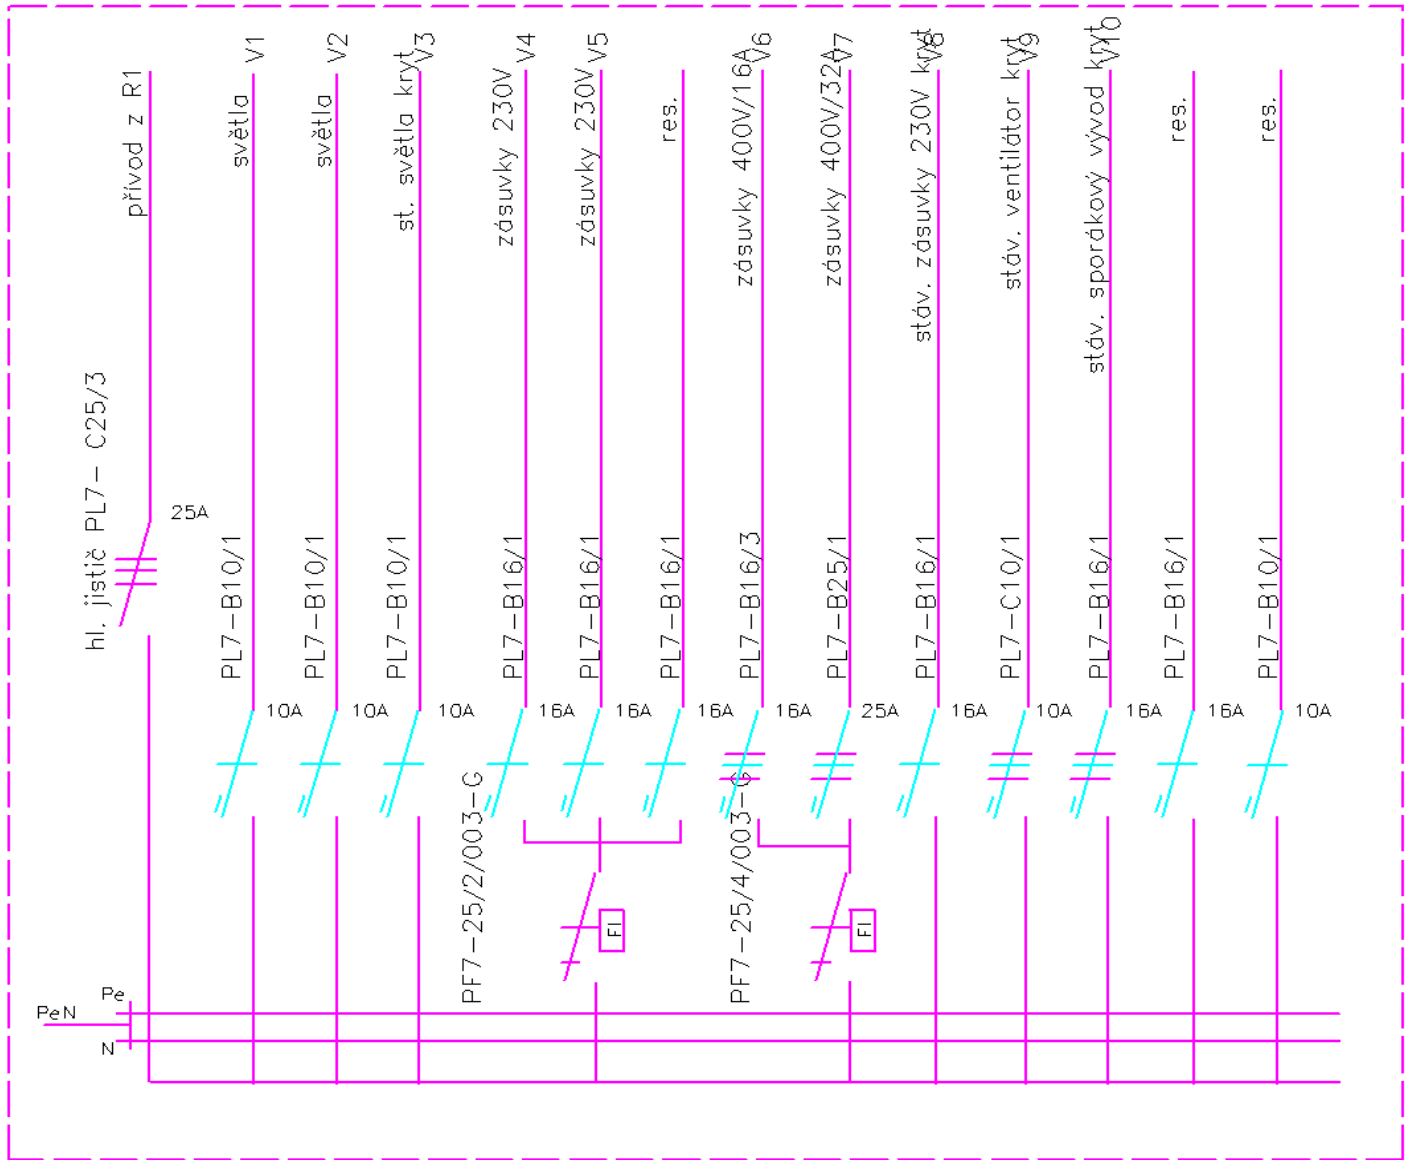 přívod z R1
hl. jistič PL7- C25/3
25A
V1
světla
PL7-B10/1
10A
V2
světla
PL7-B10/1
10A
V3
st. světla kryt
PL7-B10/1
10A
V4
zásuvky 230V
PL7-B16/1
16A
V5
zásuvky 230V
PL7-B16/1
16A
res.
PL7-B16/1
16A
PF7-25/2/003-G
FI
V6
zásuvky 400V/16A
PL7-B16/3
16A
V7
zásuvky 400V/32A
PL7-B25/1
25A
PF7-25/4/003-G
FI
V8
stáv. zásuvky 230V kryt
PL7-B16/1
16A
V9
stáv. ventilátor kryt
PL7-C10/1
10A
V10
stáv. sporákový vývod kryt
PL7-B16/1
16A
res.
PL7-B16/1
16A
res.
PL7-B10/1
10A
PeN
Pe
N